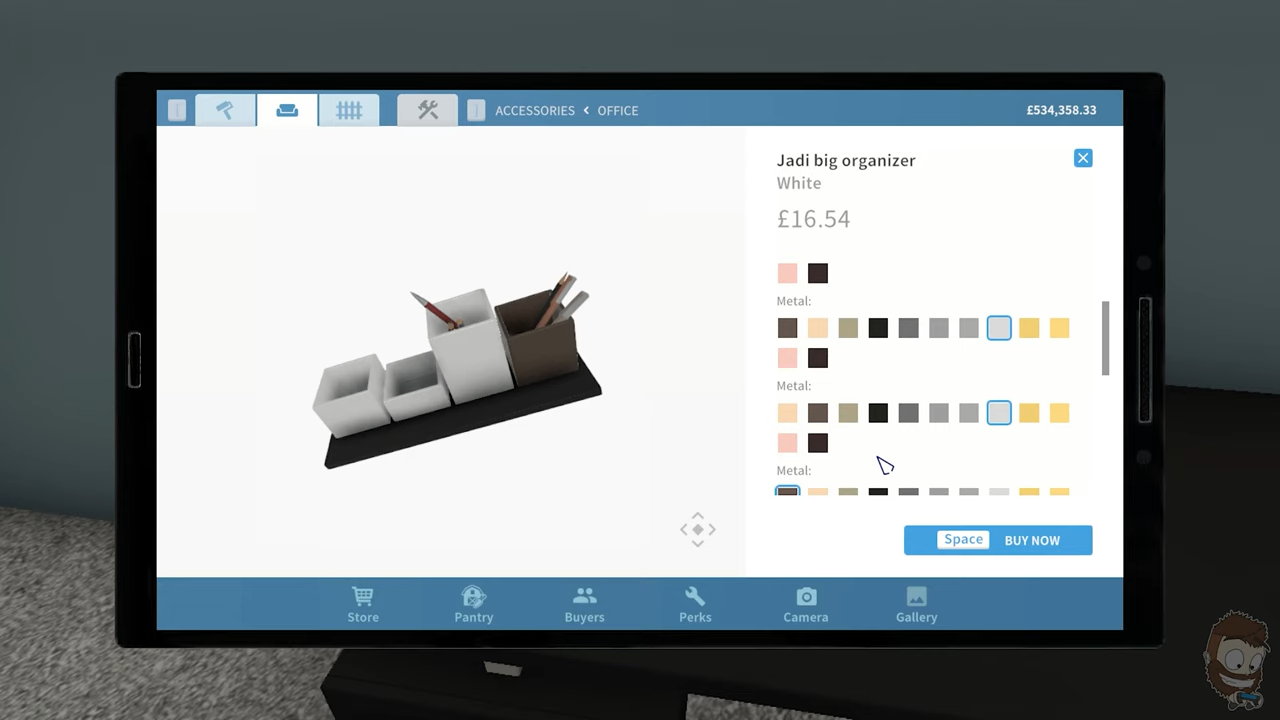 ACCESSORIES < OFFICE
£534,358.33
Jadi big organizer
White
£16.54
Metal:
Metal:
Metal:
Space BUY NOW
Store
Pantry
Buyers
Perks
Camera
Gallery